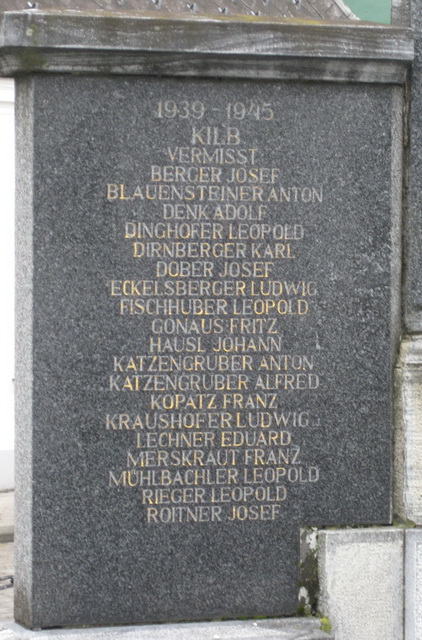 1939 - 1945
KILB
VERMISST
BERGER JOSEF
BLAUENSTEINER ANTON
DENK ADOLF
DINGHOFER LEOPOLD
DIRNBERGER KARL
DOBER JOSEF
ECKELSBERGER LUDWIG
FISCHHUBER LEOPOLD
GONAUS FRITZ
HAUSL JOHANN
KATZENGRUBER ANTON
KATZENGRUBER ALFRED
KOPATZ FRANZ
KRAUSHOFER LUDWIG
LECHNER EDUARD
MERSKRAUT FRANZ
MÜHLBACHLER LEOPOLD
RIEGER LEOPOLD
ROITNER JOSEF